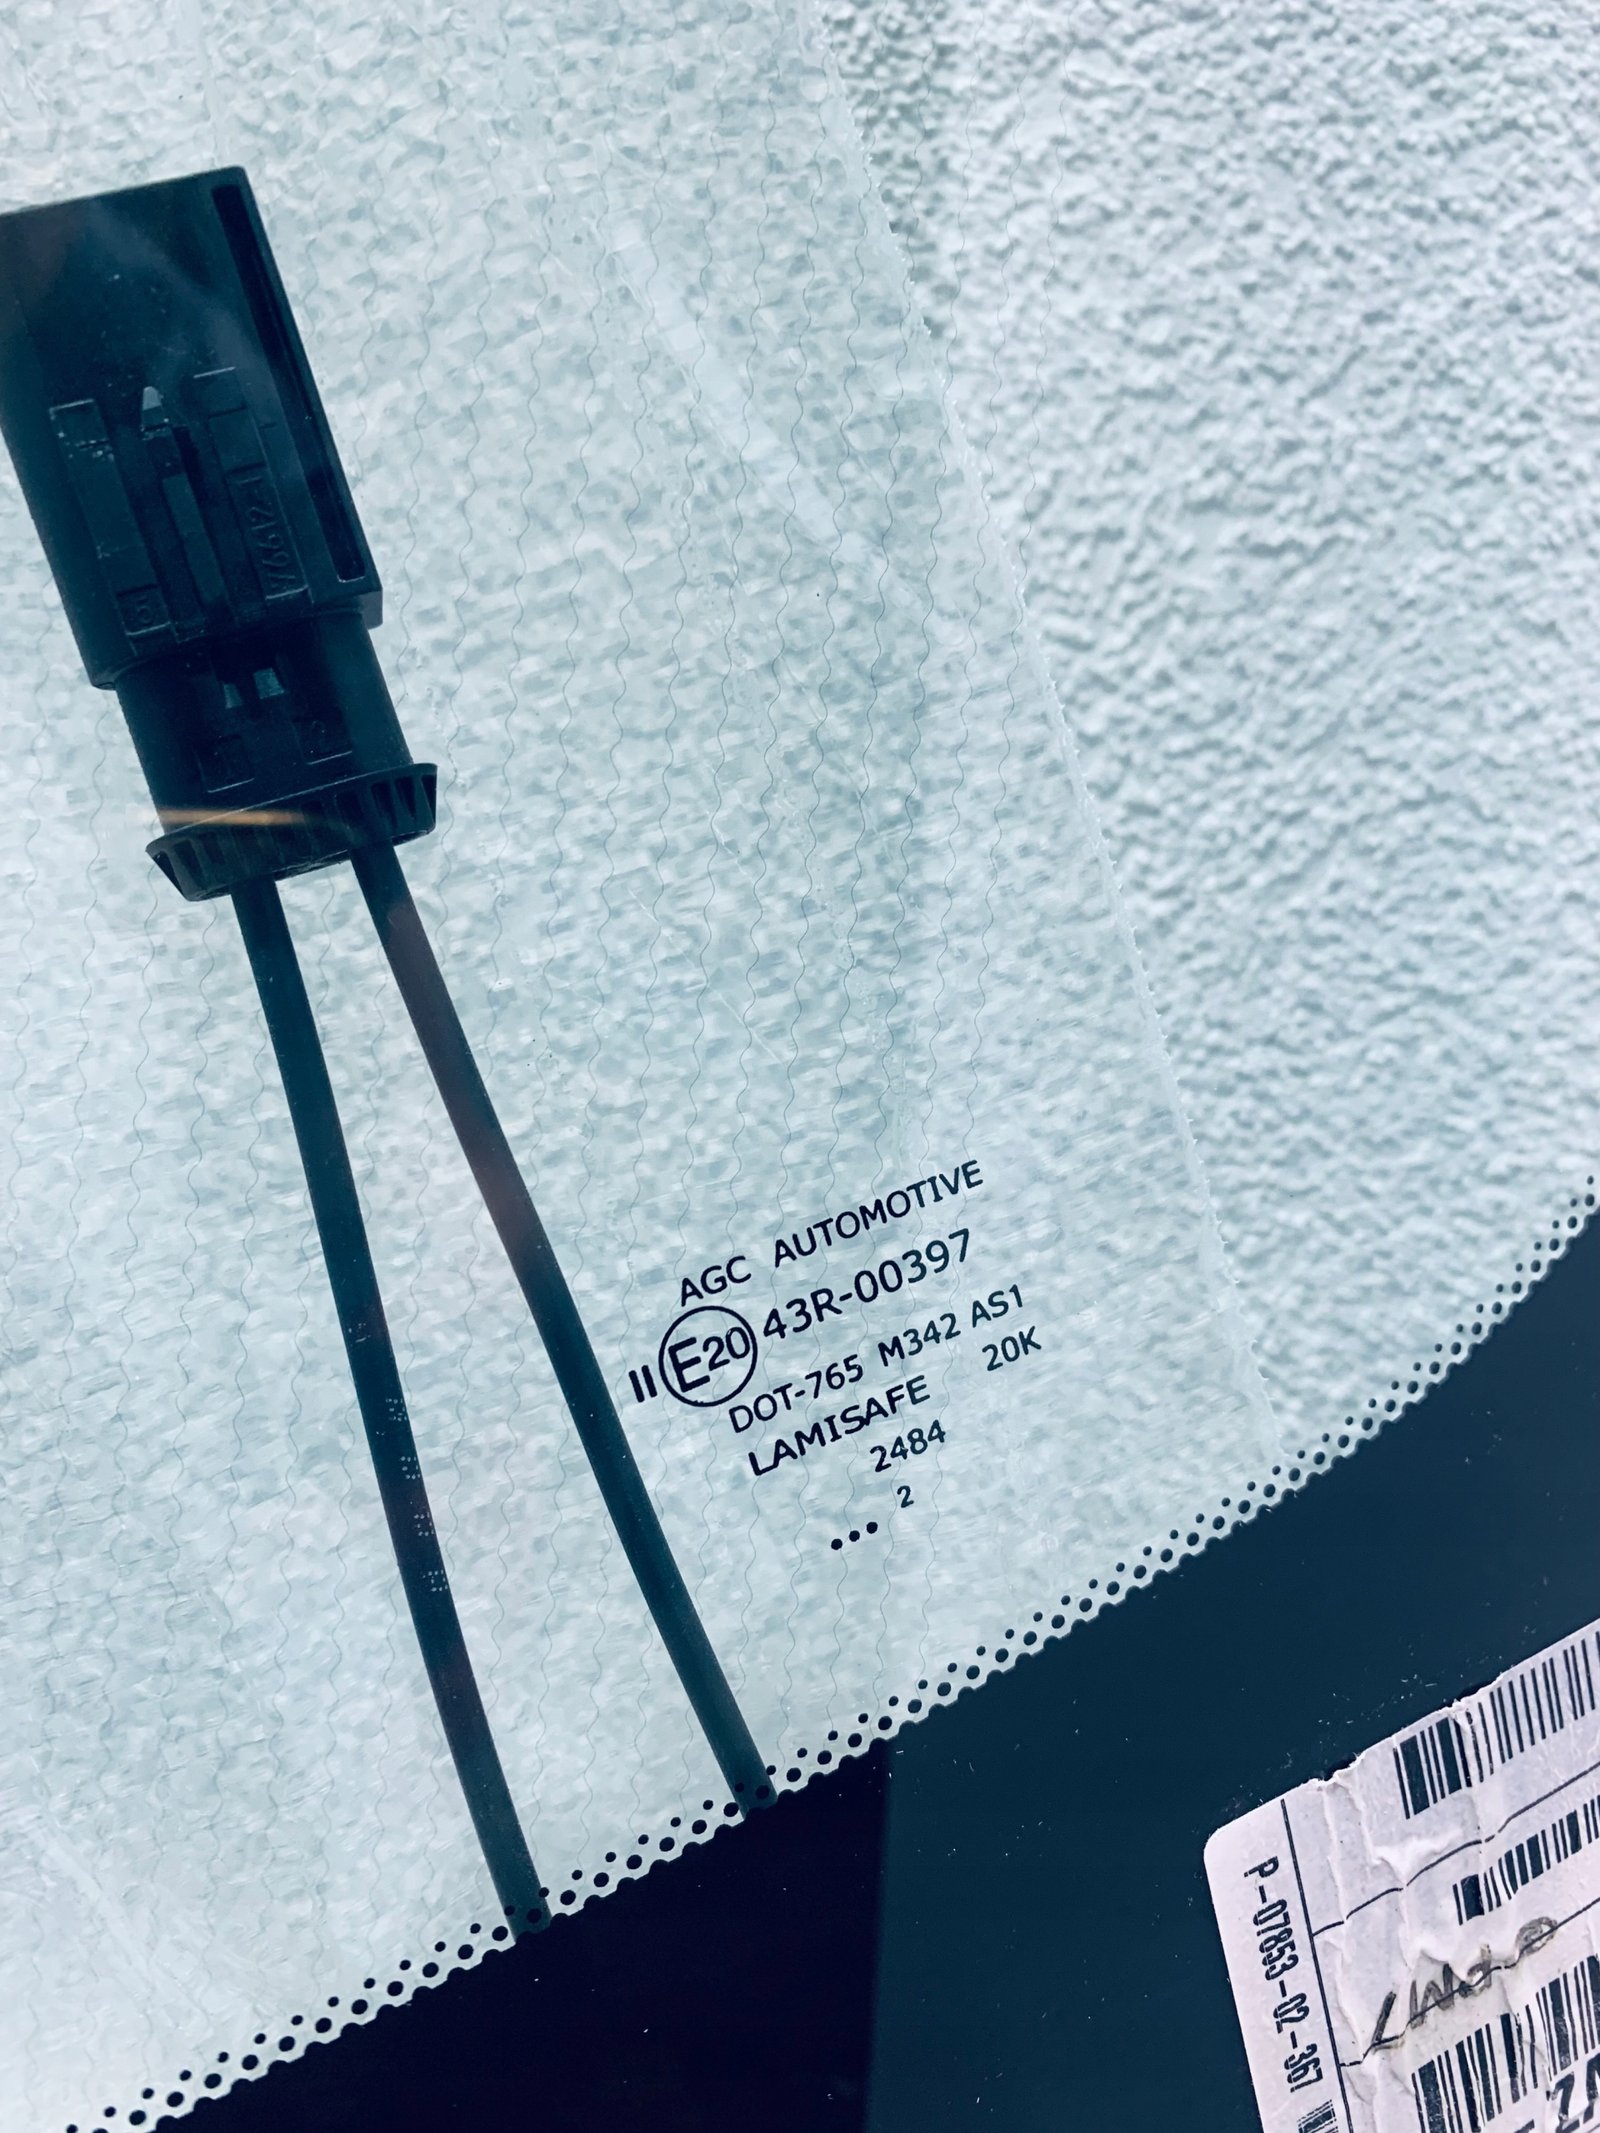 AGC AUTOMOTIVE
II E20 43R-00397
DOT-765 M342 AS1
LAMISAFE 20K
2484
2
P-07853-02-367